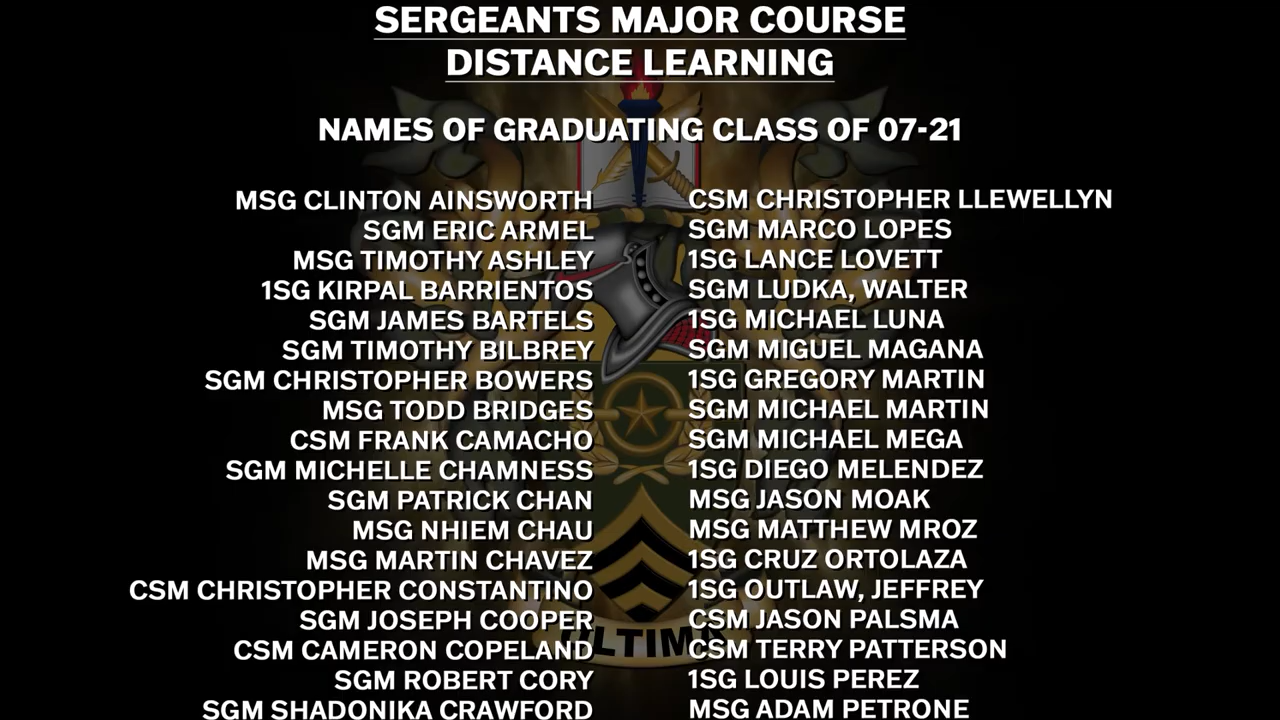 SERGEANTS MAJOR COURSE
DISTANCE LEARNING
NAMES OF GRADUATING CLASS OF 07-21
MSG CLINTON AINSWORTH
SGM ERIC ARMEL
MSG TIMOTHY ASHLEY
1SG KIRPAL BARRIENTOS
SGM JAMES BARTELS
SGM TIMOTHY BILBREY
SGM CHRISTOPHER BOWERS
MSG TODD BRIDGES
CSM FRANK CAMACHO
SGM MICHELLE CHAMNESS
SGM PATRICK CHAN
MSG NHIEM CHAU
MSG MARTIN CHAVEZ
CSM CHRISTOPHER CONSTANTINO
SGM JOSEPH COOPER
CSM CAMERON COPELAND
SGM ROBERT CORY
SGM SHADONIKA CRAWFORD
CSM CHRISTOPHER LLEWELLYN
SGM MARCO LOPES
1SG LANCE LOVETT
SGM LUDKA, WALTER
1SG MICHAEL LUNA
SGM MIGUEL MAGANA
1SG GREGORY MARTIN
SGM MICHAEL MARTIN
SGM MICHAEL MEGA
1SG DIEGO MELENDEZ
MSG JASON MOAK
MSG MATTHEW MROZ
1SG CRUZ ORTOLAZA
1SG OUTLAW, JEFFREY
CSM JASON PALSMA
CSM TERRY PATTERSON
1SG LOUIS PEREZ
MSG ADAM PETRONE
ULTIMA